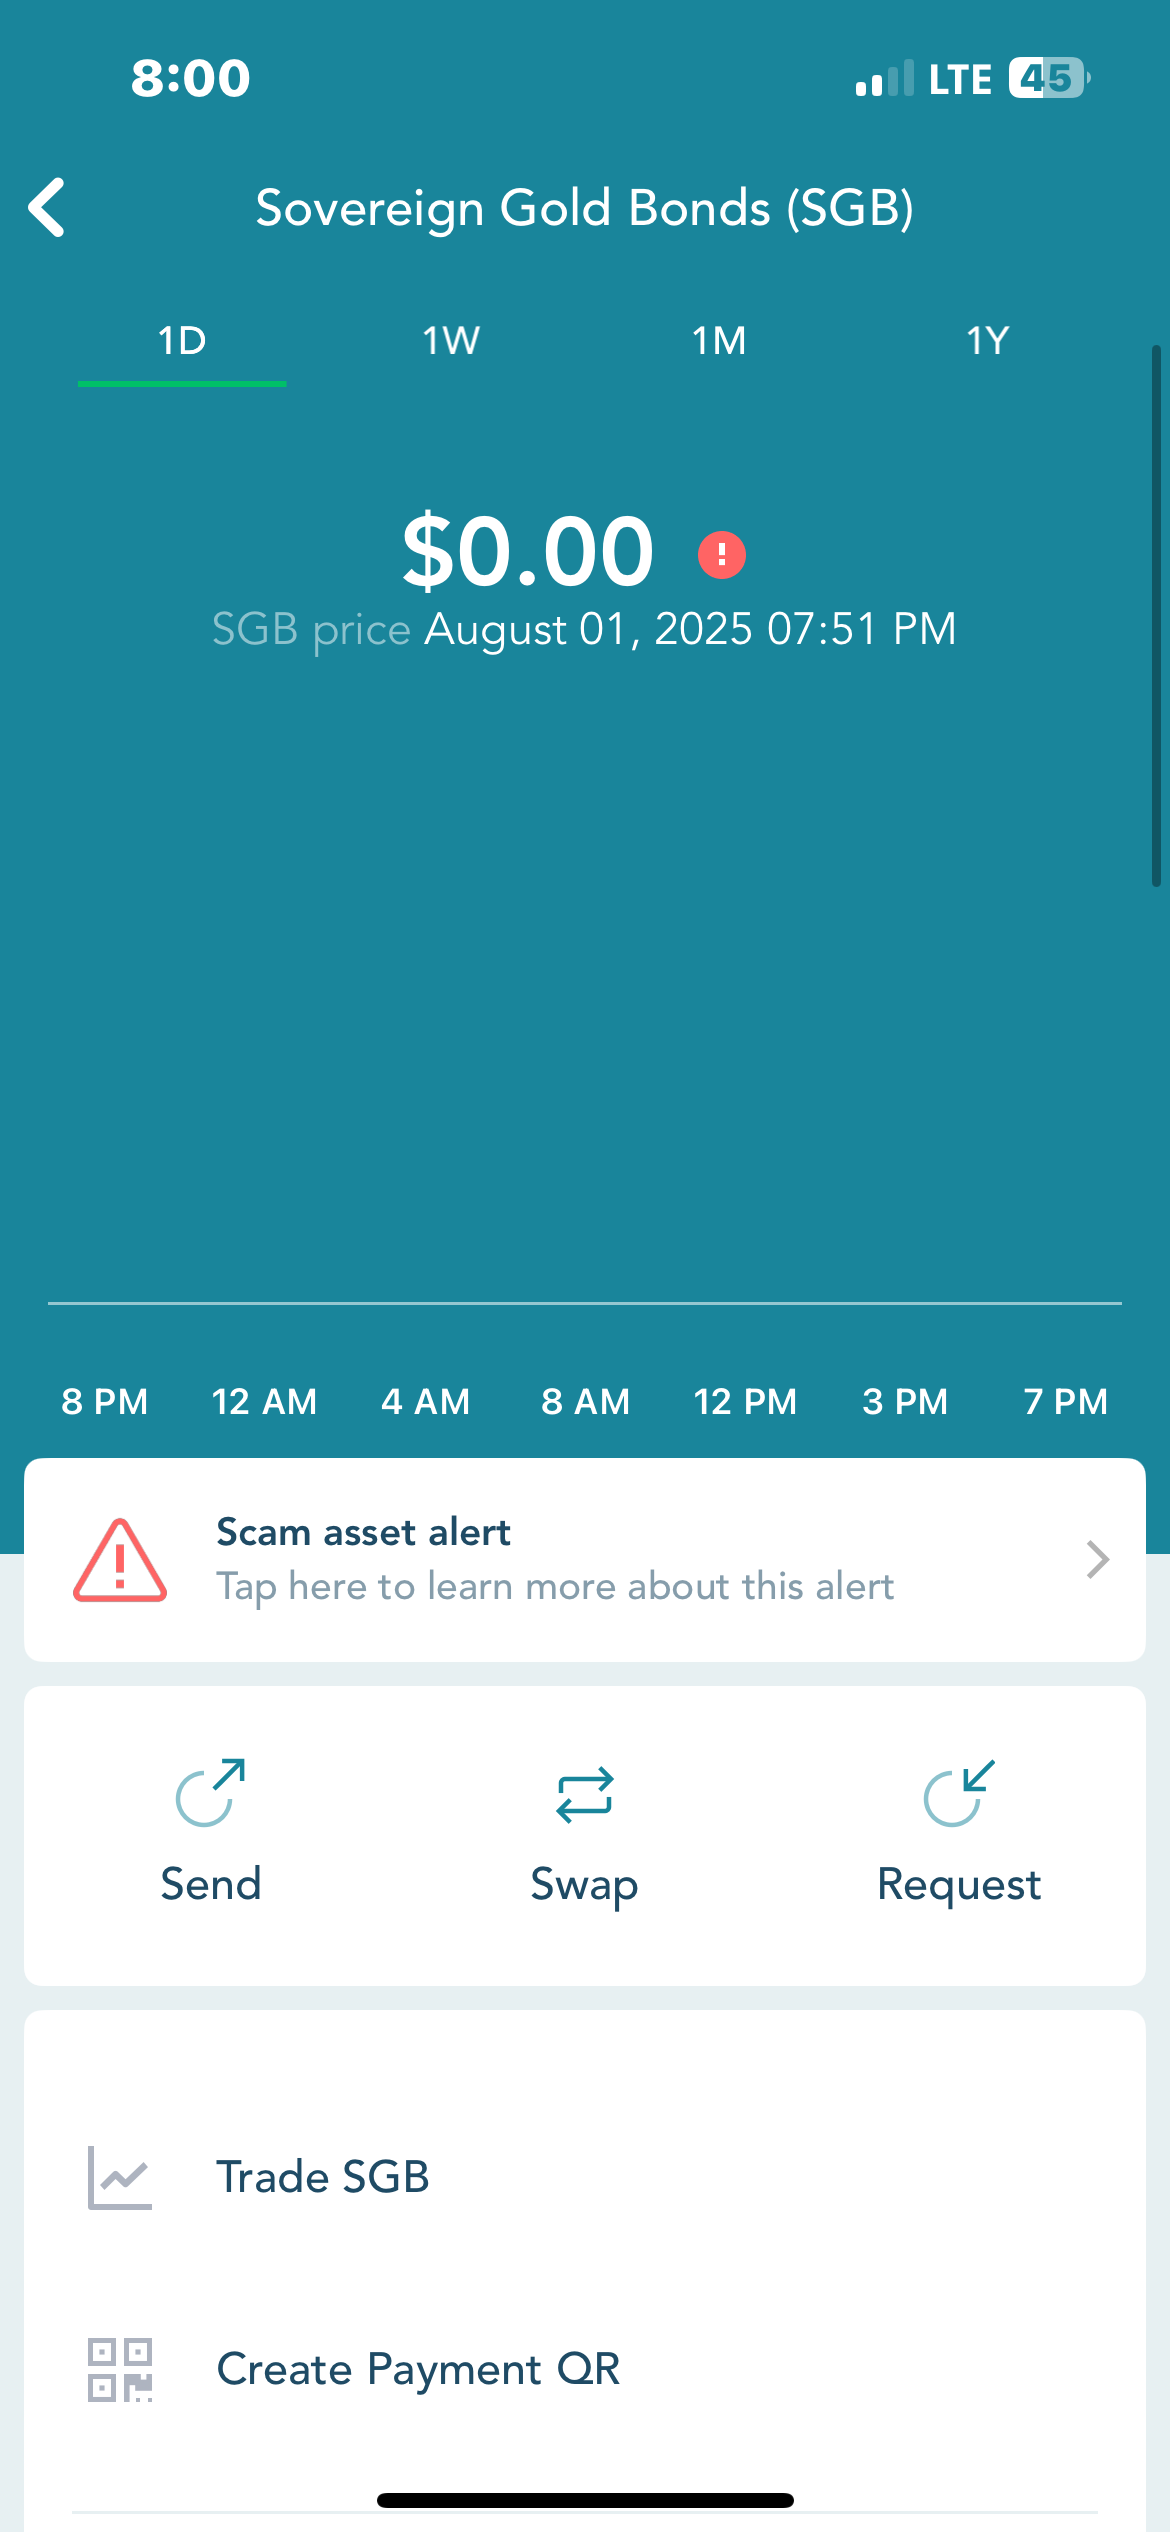 8:00
LTE 45
Sovereign Gold Bonds (SGB)
1D 1W 1M 1Y
$0.00
SGB price August 01, 2025 07:51 PM
8 PM 12 AM 4 AM 8 AM 12 PM 3 PM 7 PM
Scam asset alert
Tap here to learn more about this alert
Send Swap Request
Trade SGB
Create Payment QR